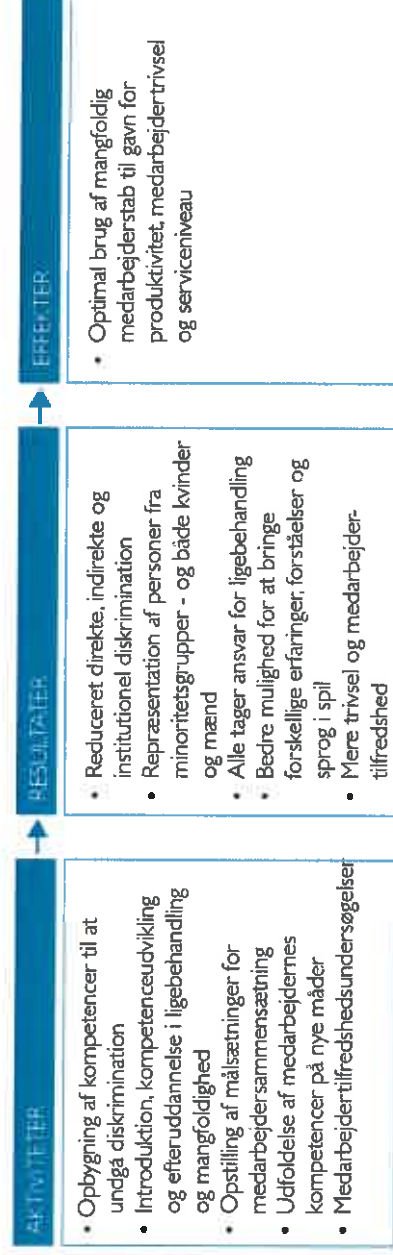 AKTIVITETER
• Opbygning af kompetencer til at
undgå diskrimination
• Introduktion, kompetenceudvikling
og efteruddannelse i ligebehandling
og mangfoldighed
• Opstilling af målsætninger for
medarbejdersammensætning
• Udfoldelse af medarbejdernes
kompetencer på nye måder
• Medarbejdertilfredshedsundersøgelser
RESULTATER
• Reduceret direkte, indirekte og
institutionel diskrimination
• Repræsentation af personer fra
minoritetsgrupper - og både kvinder
og mænd
• Alle tager ansvar for ligebehandling
• Bedre mulighed for at bringe
forskellige erfaringer, forståelser og
sprog i spil
• Mere trivsel og medarbejder-
tilfredshed
EFFEKTER
• Optimal brug af mangfoldig
medarbejderstab til gavn for
produktivitet, medarbejdertrivsel
og serviceniveau